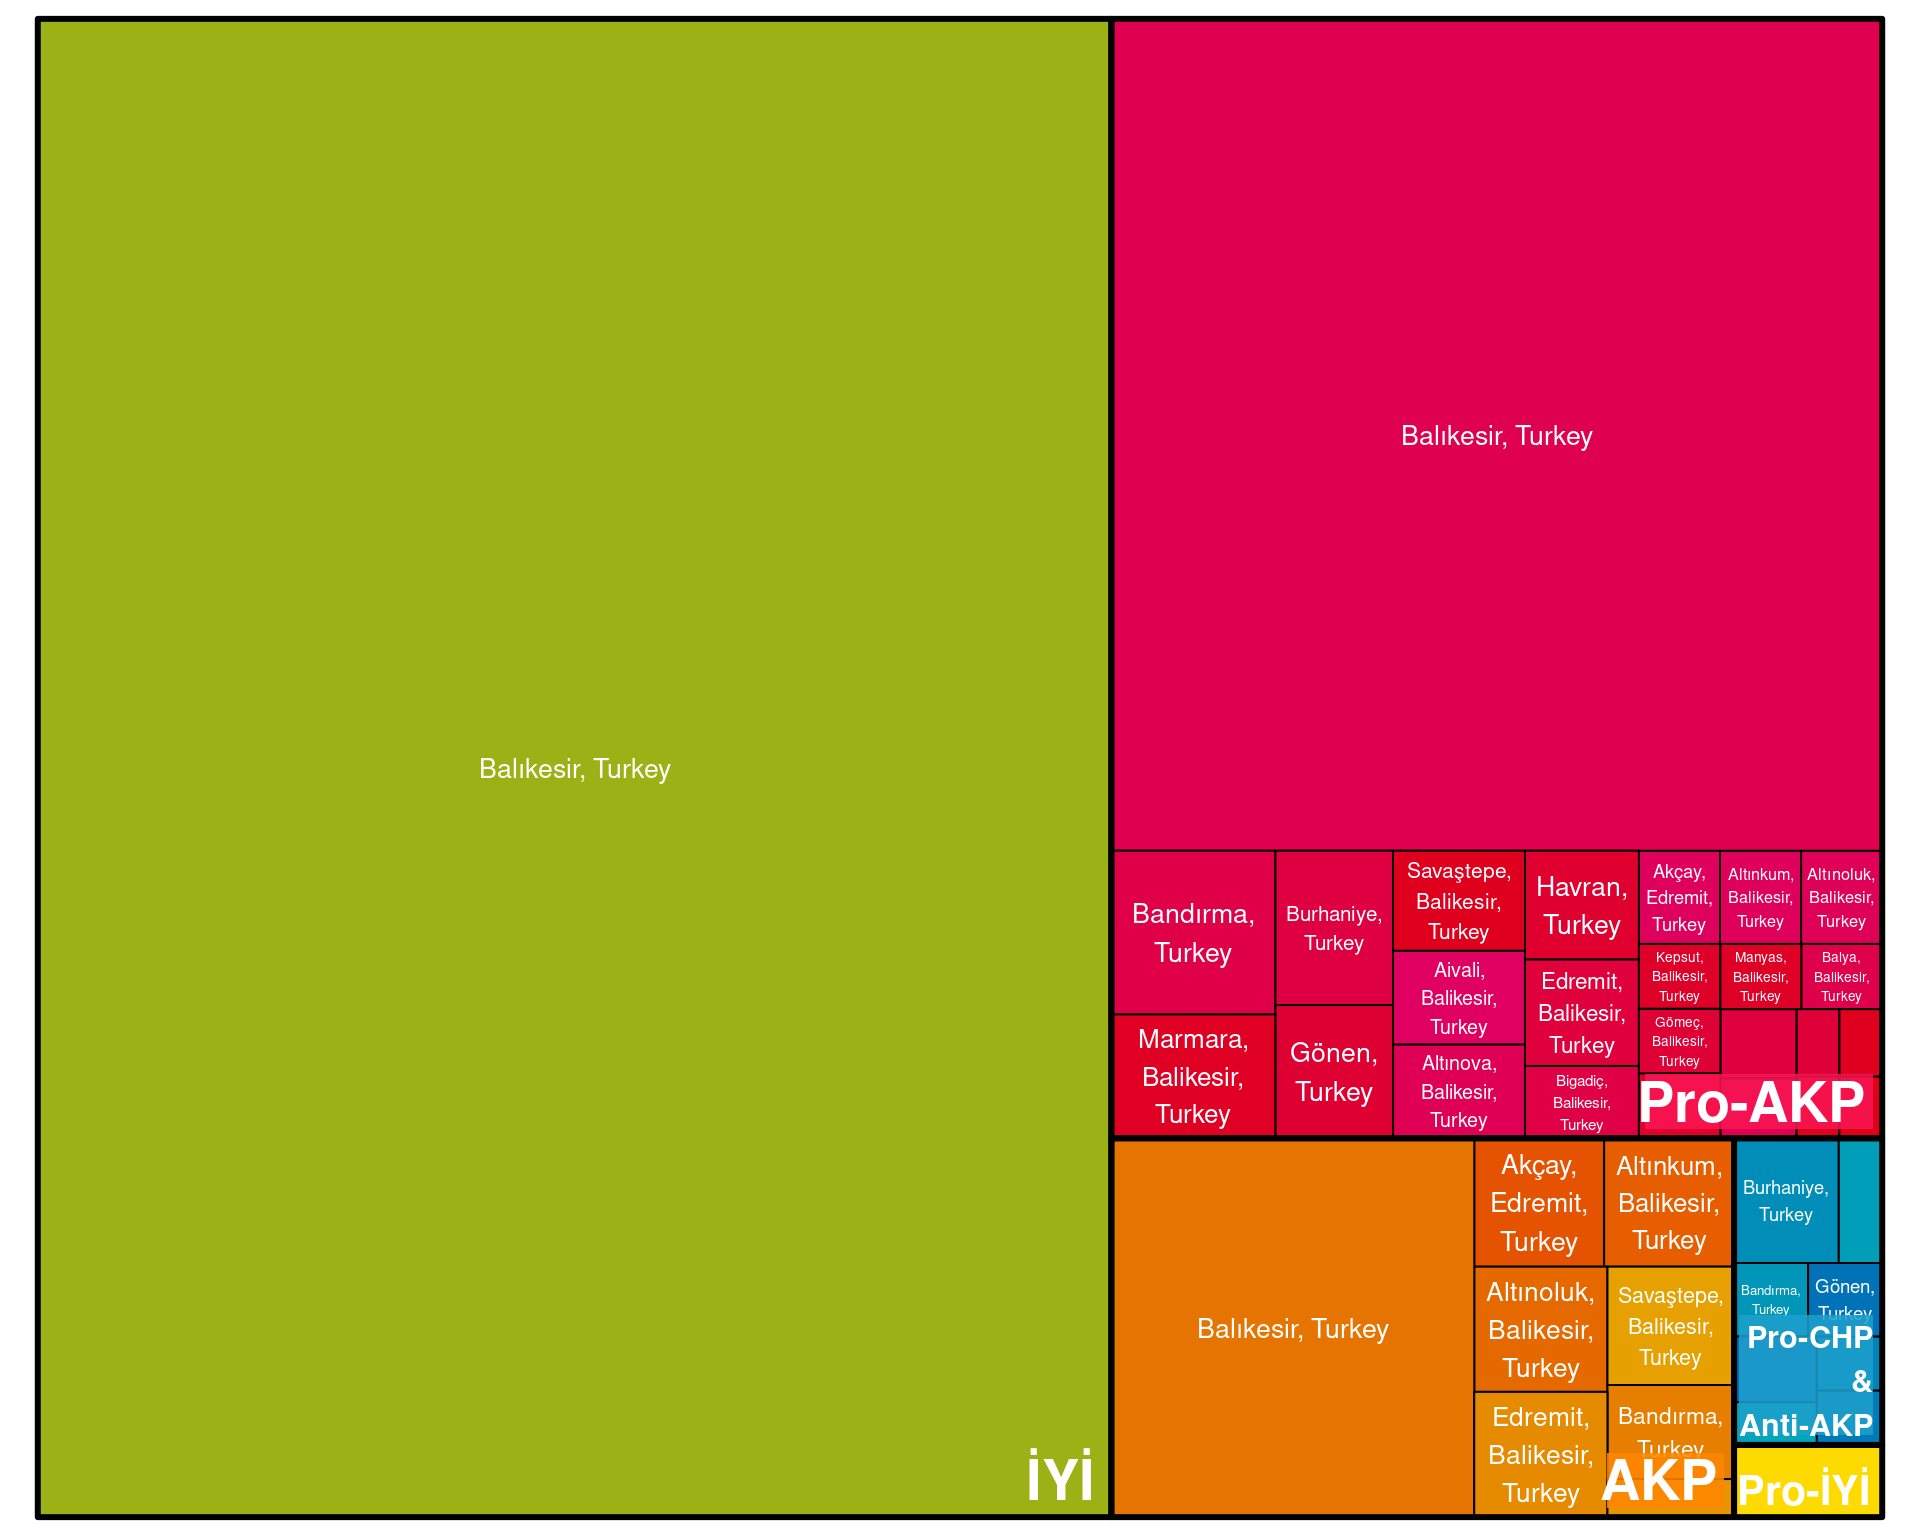 Balıkesir, Turkey
İYİ
Balıkesir, Turkey
Bandırma,
Turkey
Marmara,
Balikesir,
Turkey
Burhaniye,
Turkey
Gönen,
Turkey
Savaştepe,
Balikesir,
Turkey
Aivali,
Balikesir,
Turkey
Altınova,
Balikesir,
Turkey
Havran,
Turkey
Edremit,
Balikesir,
Turkey
Bigadiç,
Balikesir,
Turkey
Akçay,
Edremit,
Turkey
Altınkum,
Balikesir,
Turkey
Altınoluk,
Balikesir,
Turkey
Kepsut,
Balikesir,
Turkey
Manyas,
Balikesir,
Turkey
Balya,
Balikesir,
Turkey
Gömeç,
Balikesir,
Turkey
Pro-AKP
Balıkesir, Turkey
Akçay,
Edremit,
Turkey
Altınkum,
Balikesir,
Turkey
Altınoluk,
Balikesir,
Turkey
Savaştepe,
Balikesir,
Turkey
Edremit,
Balikesir,
Turkey
Bandırma,
Turkey
AKP
Burhaniye,
Turkey
Bandırma,
Turkey
Gönen,
Turkey
Pro-CHP
&
Anti-AKP
Pro-İYİ